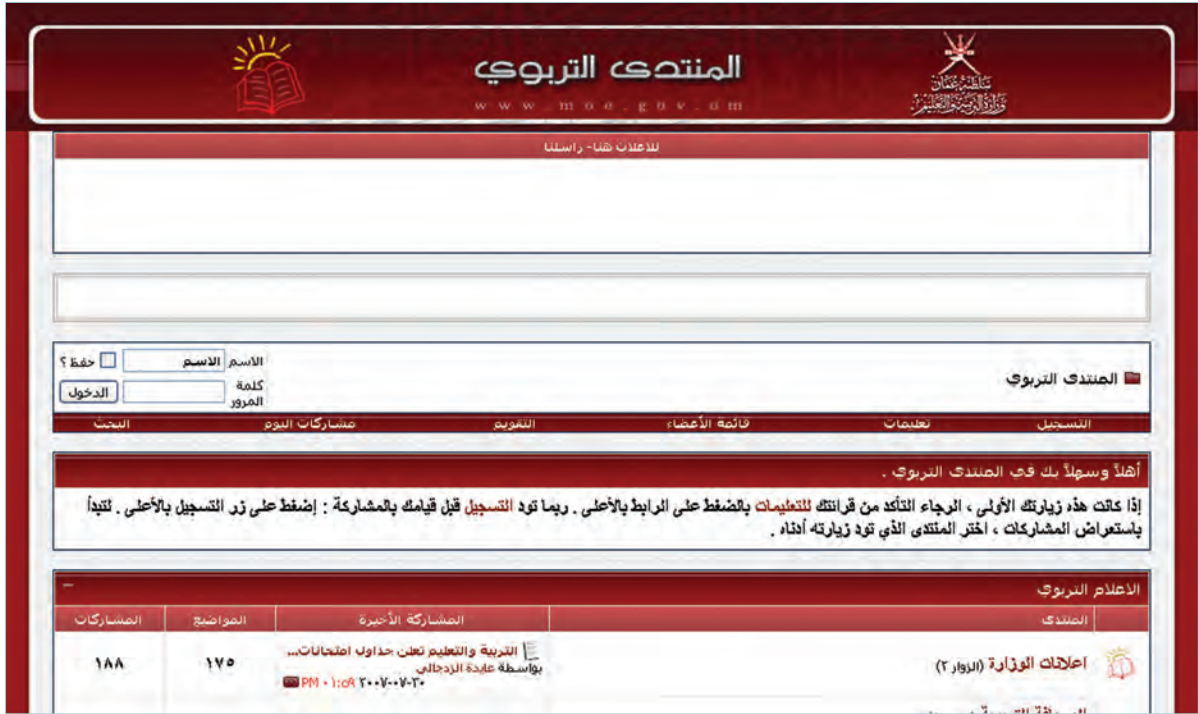 سلطنة عمان
وزارة التربية والتعليم
المنتدى التربوي
www.moe.gov.om
للاعلان هنا- راسلنا
المنتدى التربوي
الاسم الاسم حفظ ؟
كلمة المرور الدخول
التسجيل تعليمات قائمة الأعضاء التقويم مشاركات اليوم البحث
أهلاً وسهلاً بك في المنتدى التربوي .
إذا كانت هذه زيارتك الأولى ، الرجاء التأكد من قرائتك للتعليمات بالضغط على الرابط بالأعلى . ربما تود التسجيل قبل قيامك بالمشاركة : إضغط على زر التسجيل بالأعلى . لتبدأ
باستعراض المشاركات ، اختر المنتدى الذي تود زيارته أدناه .
الاعلام التربوي
المنتدى المشاركة الأخيرة المواضيع المشاركات
اعلانات الوزارة (الزوار ٢) ١٧٥ ١٨٨
التربية والتعليم تعلن جداول امتحانات...
بواسطة عايدة الزدجالي
٢٠٠٧-٠٧-٣٠ ٠١:٥٩ PM